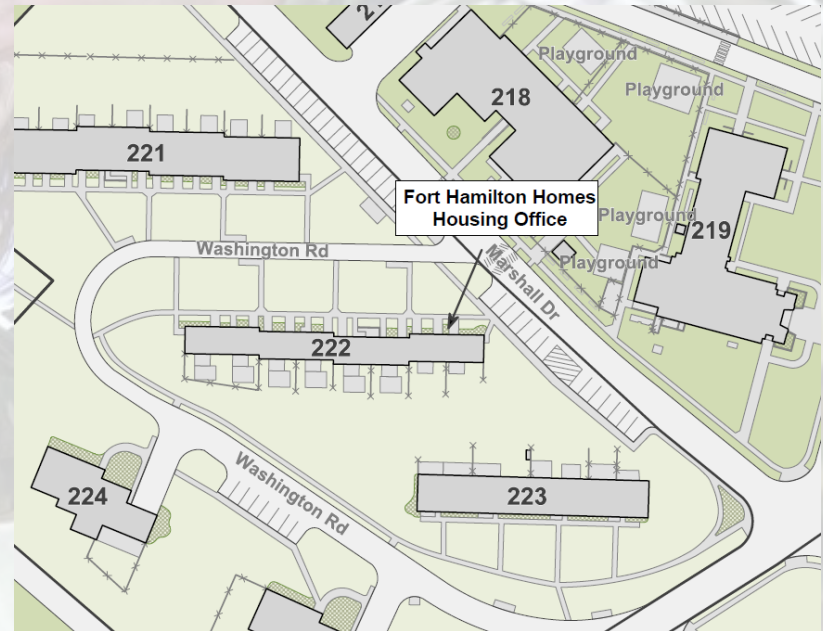 2
Playground
218
Playground
221
Fort Hamilton Homes
Housing Office
Playground
219
Washington Rd
Marshall Dr
Playground
222
Washington Rd
224
223